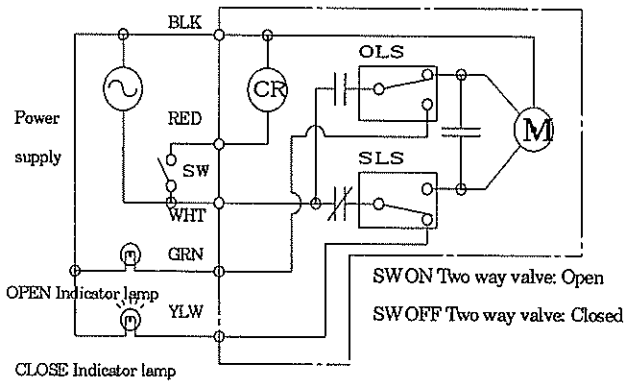 BLK
OLS
CR
Power
supply
RED
M
SW
SLS
WHT
GRN
OPEN Indicator lamp
YLW
SW ON Two way valve: Open
SW OFF Two way valve: Closed
CLOSE Indicator lamp